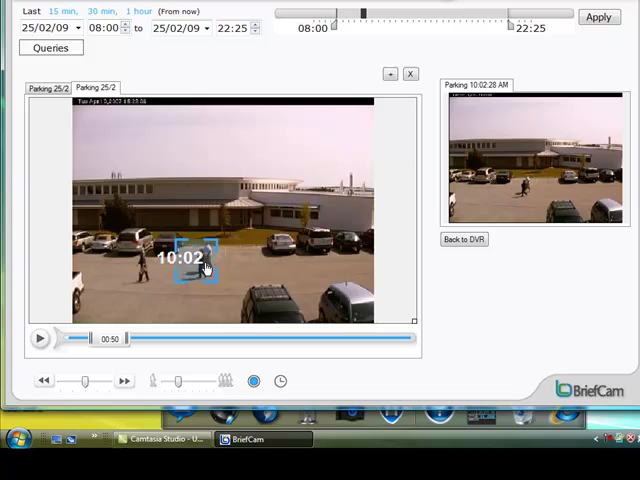 Last 15 min, 30 min, 1 hour (From now)
25/02/09 08:00 to 25/02/09 22:25
08:00 22:25
Apply
Queries
+ X
Parking 25/2 Parking 25/2
Parking 10:02:28 AM
10:02
Back to DVR
00:50
BriefCam
Camtasia Studio - U... BriefCam